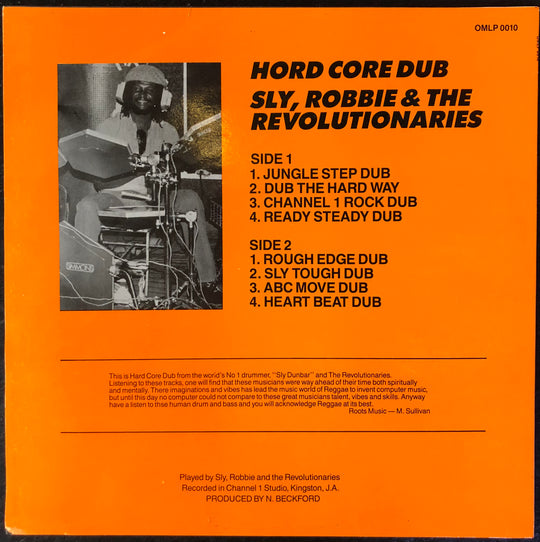 OMLP 0010
HORD CORE DUB
SLY, ROBBIE & THE
REVOLUTIONARIES
SIDE 1
1. JUNGLE STEP DUB
2. DUB THE HARD WAY
3. CHANNEL 1 ROCK DUB
4. READY STEADY DUB
SIDE 2
1. ROUGH EDGE DUB
2. SLY TOUGH DUB
3. ABC MOVE DUB
4. HEART BEAT DUB
SIMMONS
This is Hard Core Dub from the world's No 1 drummer, "Sly Dunbar" and The Revolutionaries.
Listening to these tracks, one will find that these musicians were way ahead of their time both spiritually
and mentally. There imaginations and vibes has lead the music world of Reggae to invent computer music,
but until this day no computer could not compare to these great musicians talent, vibes and skills. Anyway
have a listen to thse human drum and bass and you will acknowledge Reggae at its best.
Roots Music — M. Sullivan
Played by Sly, Robbie and the Revolutionaries
Recorded in Channel 1 Studio, Kingston, J.A.
PRODUCED BY N. BECKFORD